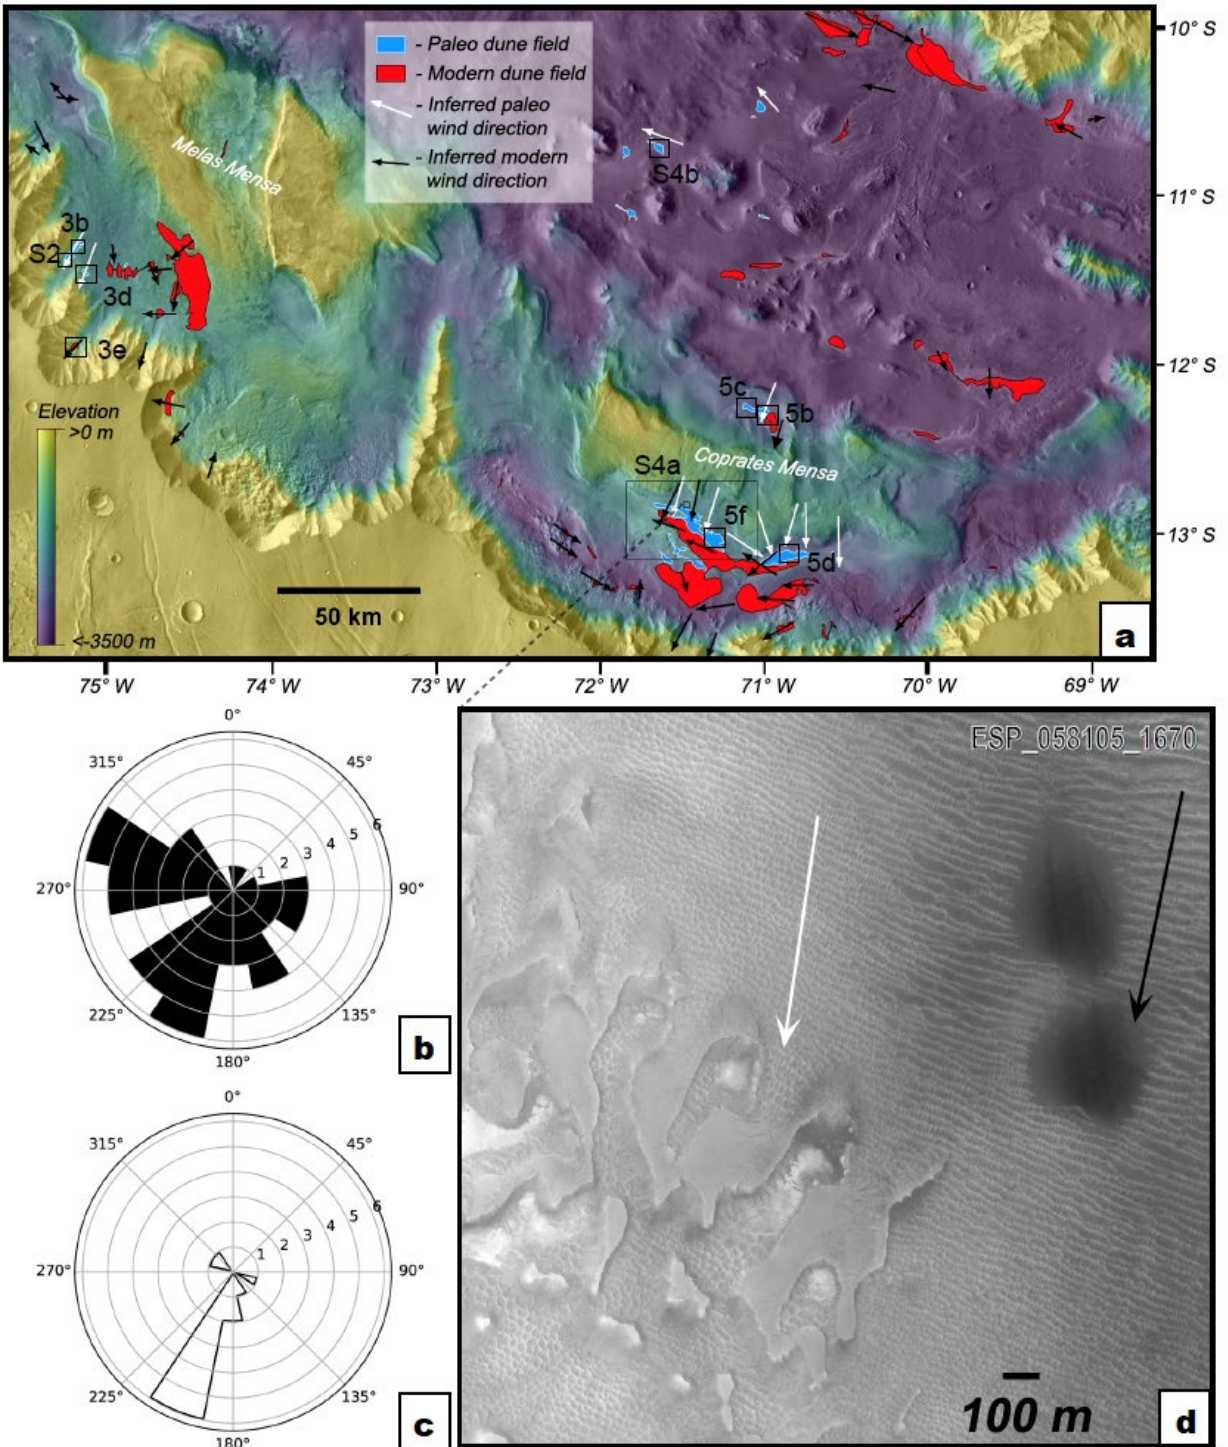 - Paleo dune field
- Modern dune field
- Inferred paleo
wind direction
- Inferred modern
wind direction
Melas Mensa
S4b
3b
S2
3d
3e
5c
5b
Coprates Mensa
S4a
5f
5d
Elevation
>0 m
<-3500 m
50 km
a
10° S
11° S
12° S
13° S
75° W
74° W
73° W
72° W
71° W
70° W
69° W
0°
315°
45°
6
5
4
3
2
1
270°
90°
225°
135°
180°
b
0°
315°
45°
6
5
4
3
2
1
270°
90°
225°
135°
180°
c
ESP_058105_1670
100 m
d